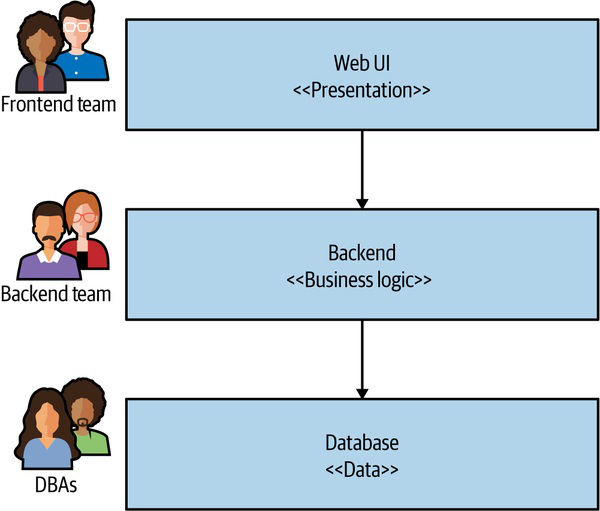 Web UI
<<Presentation>>
Frontend team
Backend
<<Business logic>>
Backend team
Database
<<Data>>
DBAs